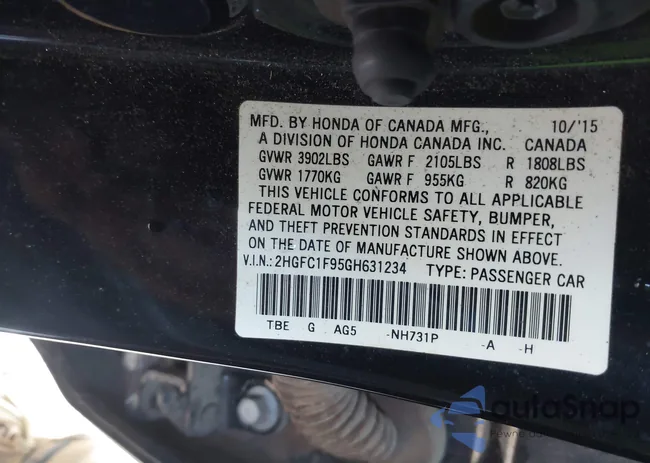 MFD. BY HONDA OF CANADA MFG., 10/'15
A DIVISION OF HONDA CANADA INC. CANADA
GVWR 3902LBS GAWR F 2105LBS R 1808LBS
GVWR 1770KG GAWR F 955KG R 820KG
THIS VEHICLE CONFORMS TO ALL APPLICABLE
FEDERAL MOTOR VEHICLE SAFETY, BUMPER,
AND THEFT PREVENTION STANDARDS IN EFFECT
ON THE DATE OF MANUFACTURE SHOWN ABOVE.
V.I.N.: 2HGFC1F95GH631234 TYPE: PASSENGER CAR
TBE G AG5 -NH731P -A -H
autoSnap